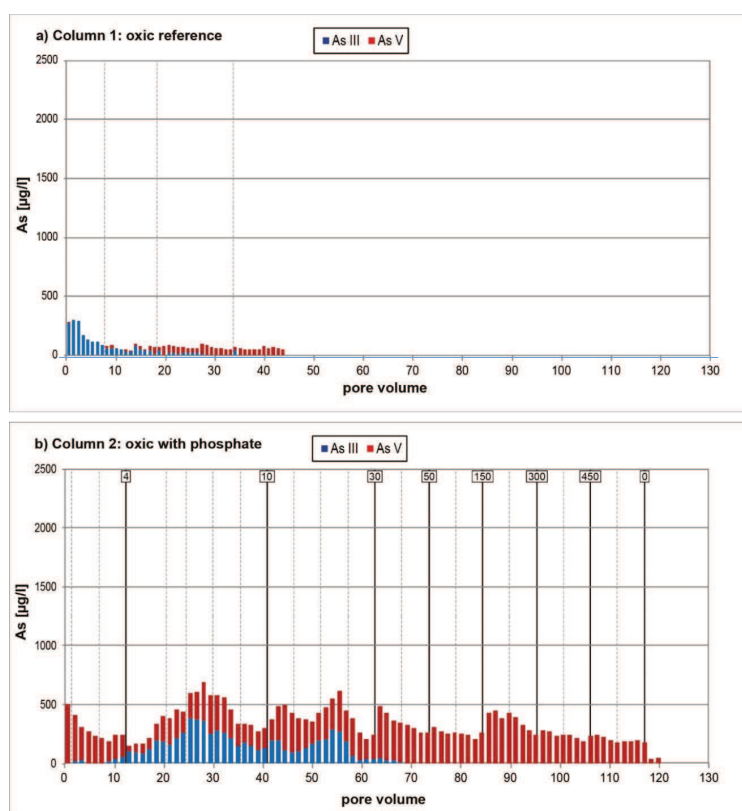 a) Column 1: oxic reference
As III As V
2500
2000
1500
1000
500
0
As [µg/l]
0 10 20 30 40 50 60 70 80 90 100 110 120 130
pore volume
b) Column 2: oxic with phosphate
As III As V
2500
4 10 30 50 150 300 450 0
2000
1500
1000
500
0
As [µg/l]
0 10 20 30 40 50 60 70 80 90 100 110 120 130
pore volume